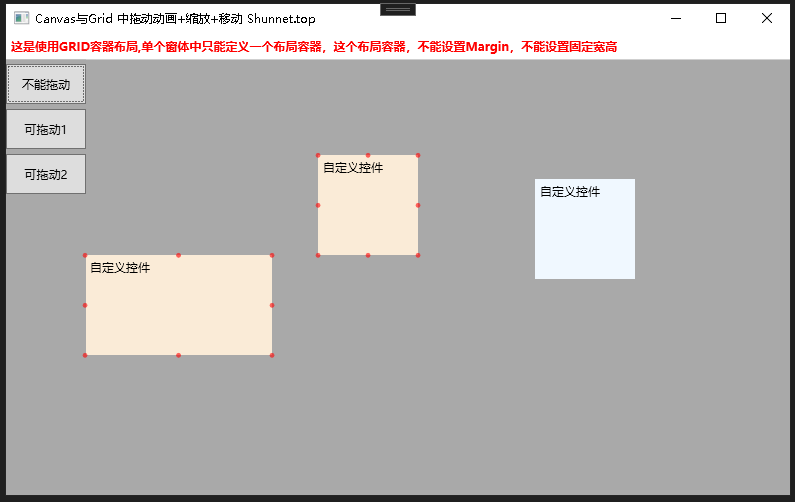 Canvas与Grid 中拖动动画+缩放+移动 Shunnet.top
这是使用GRID容器布局,单个窗体中只能定义一个布局容器，这个布局容器，不能设置Margin，不能设置固定宽高
不能拖动
可拖动1
可拖动2
自定义控件
自定义控件
自定义控件